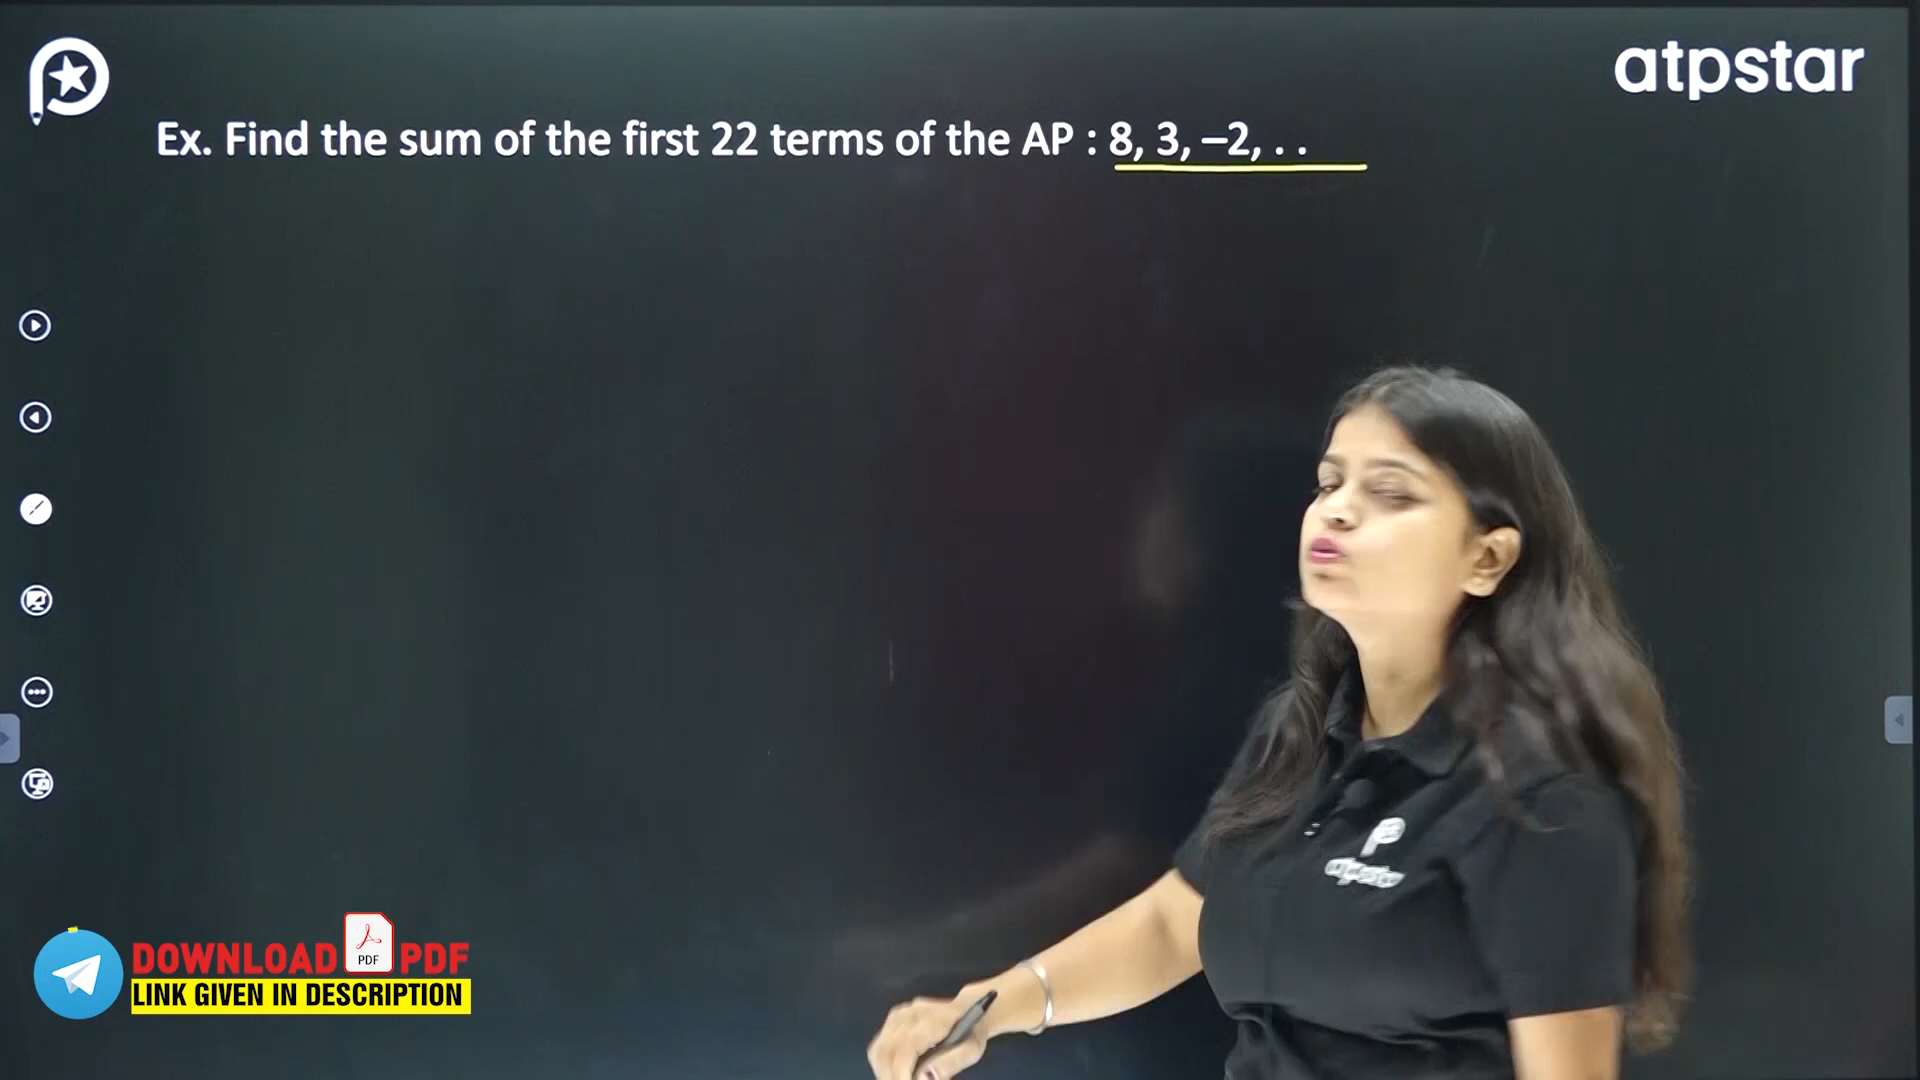 atpstar
Ex. Find the sum of the first 22 terms of the AP : 8, 3, –2, . .
atpstar
DOWNLOAD PDF PDF
LINK GIVEN IN DESCRIPTION